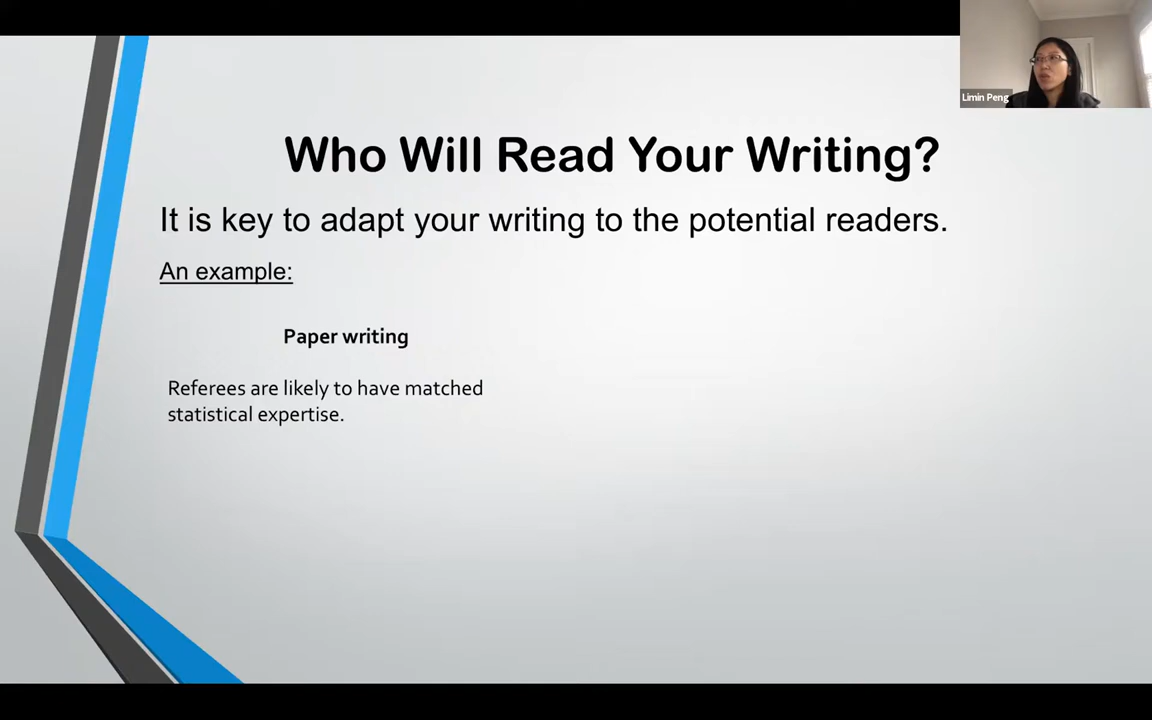 Limin Peng
Who Will Read Your Writing?
It is key to adapt your writing to the potential readers.
An example:
Paper writing
Referees are likely to have matched
statistical expertise.